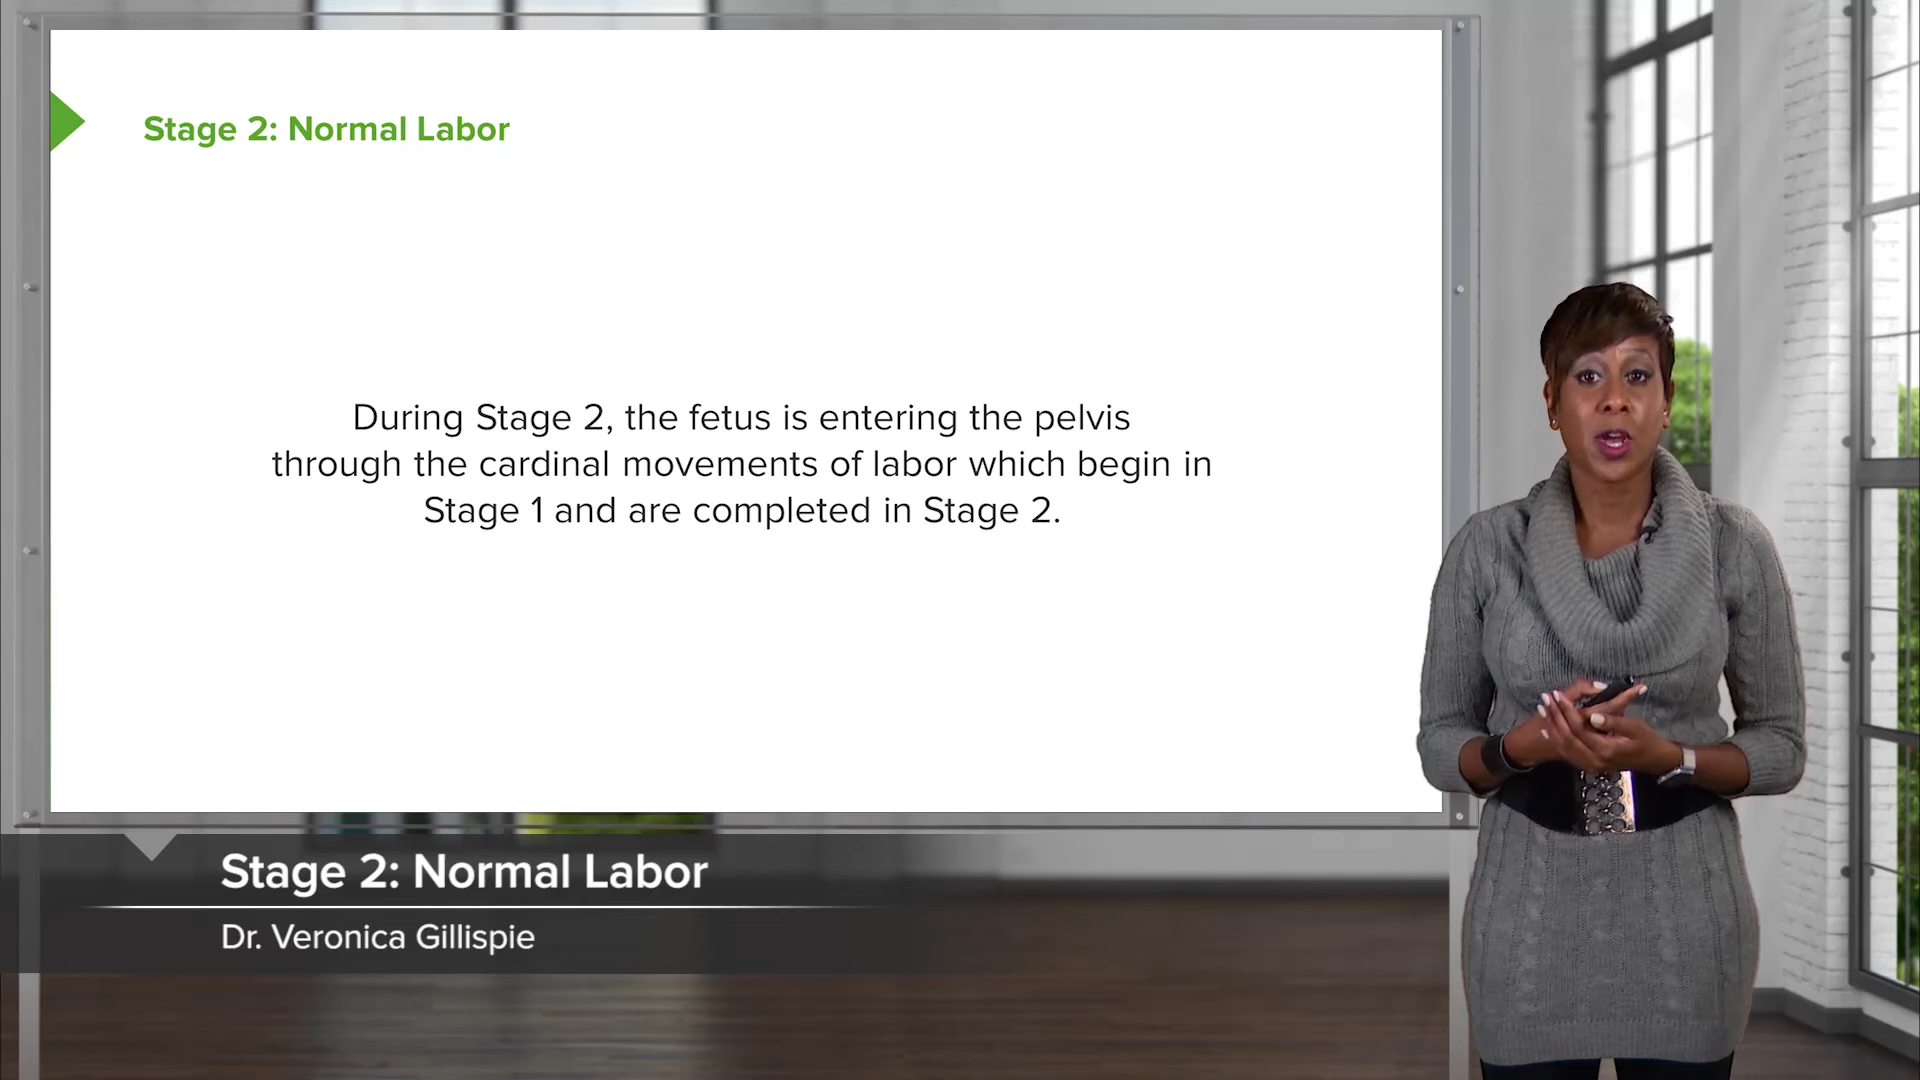 Stage 2: Normal Labor
During Stage 2, the fetus is entering the pelvis
through the cardinal movements of labor which begin in
Stage 1 and are completed in Stage 2.
Stage 2: Normal Labor
Dr. Veronica Gillispie